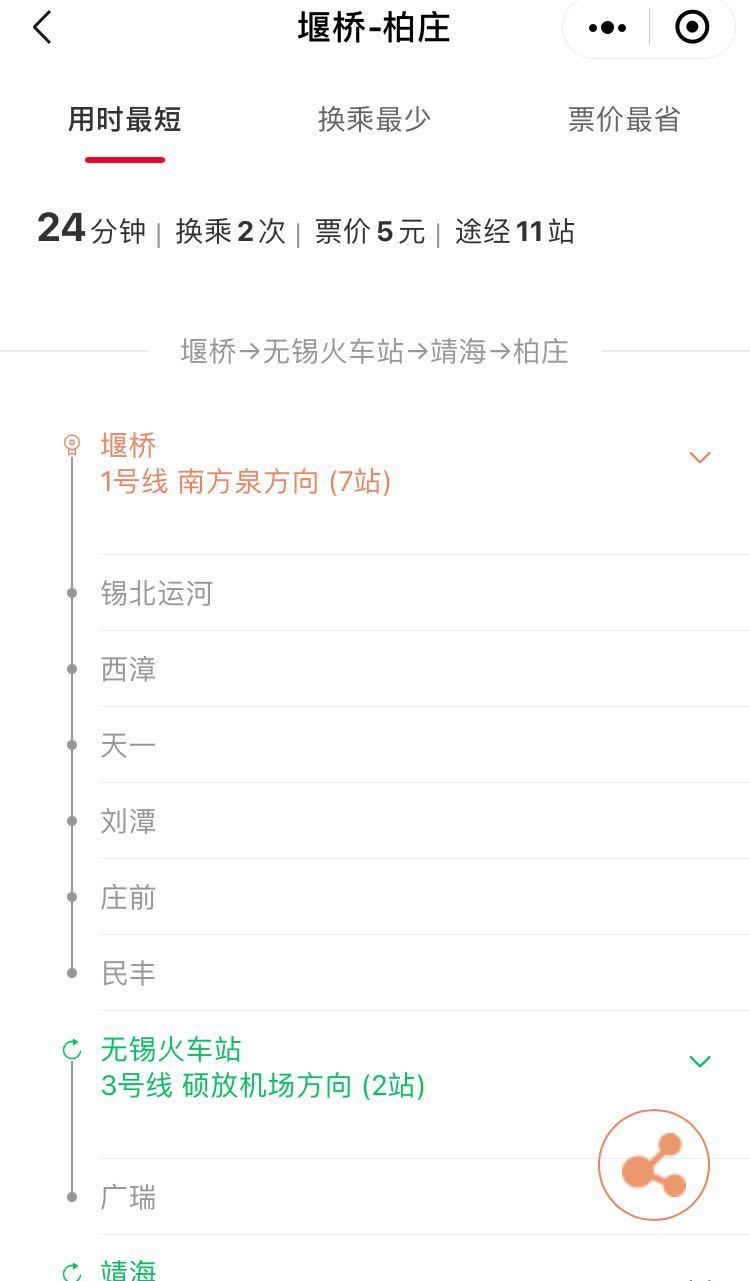 堰桥-柏庄
用时最短 换乘最少 票价最省
24分钟 | 换乘2次 | 票价5元 | 途经11站
堰桥→无锡火车站→靖海→柏庄
堰桥
1号线 南方泉方向 (7站)
锡北运河
西漳
天一
刘潭
庄前
民丰
无锡火车站
3号线 硕放机场方向 (2站)
广瑞
靖海